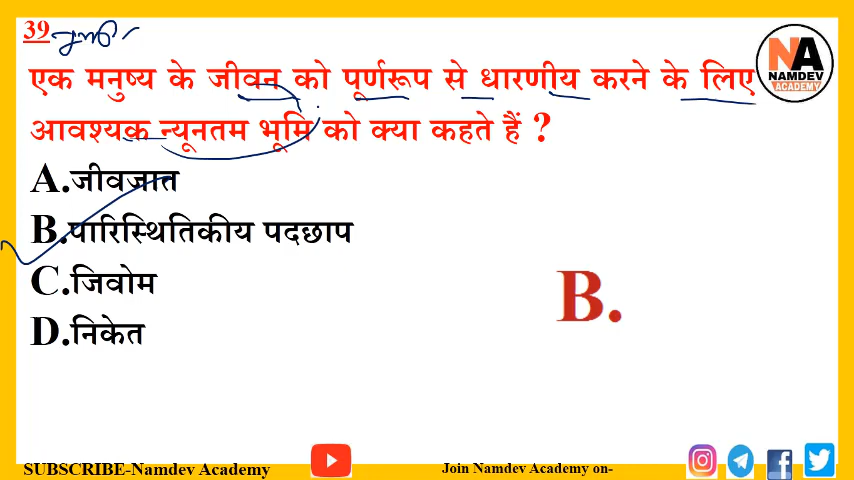 39
एक मनुष्य के जीवन को पूर्णरूप से धारणीय करने के लिए
आवश्यक न्यूनतम भूमि को क्या कहते हैं ?
A.जीवजात
B.पारिस्थितिकीय पदछाप
C.जिवोम
D.निकेत
B.
NA
NAMDEV
ACADEMY
SUBSCRIBE-Namdev Academy
Join Namdev Academy on-